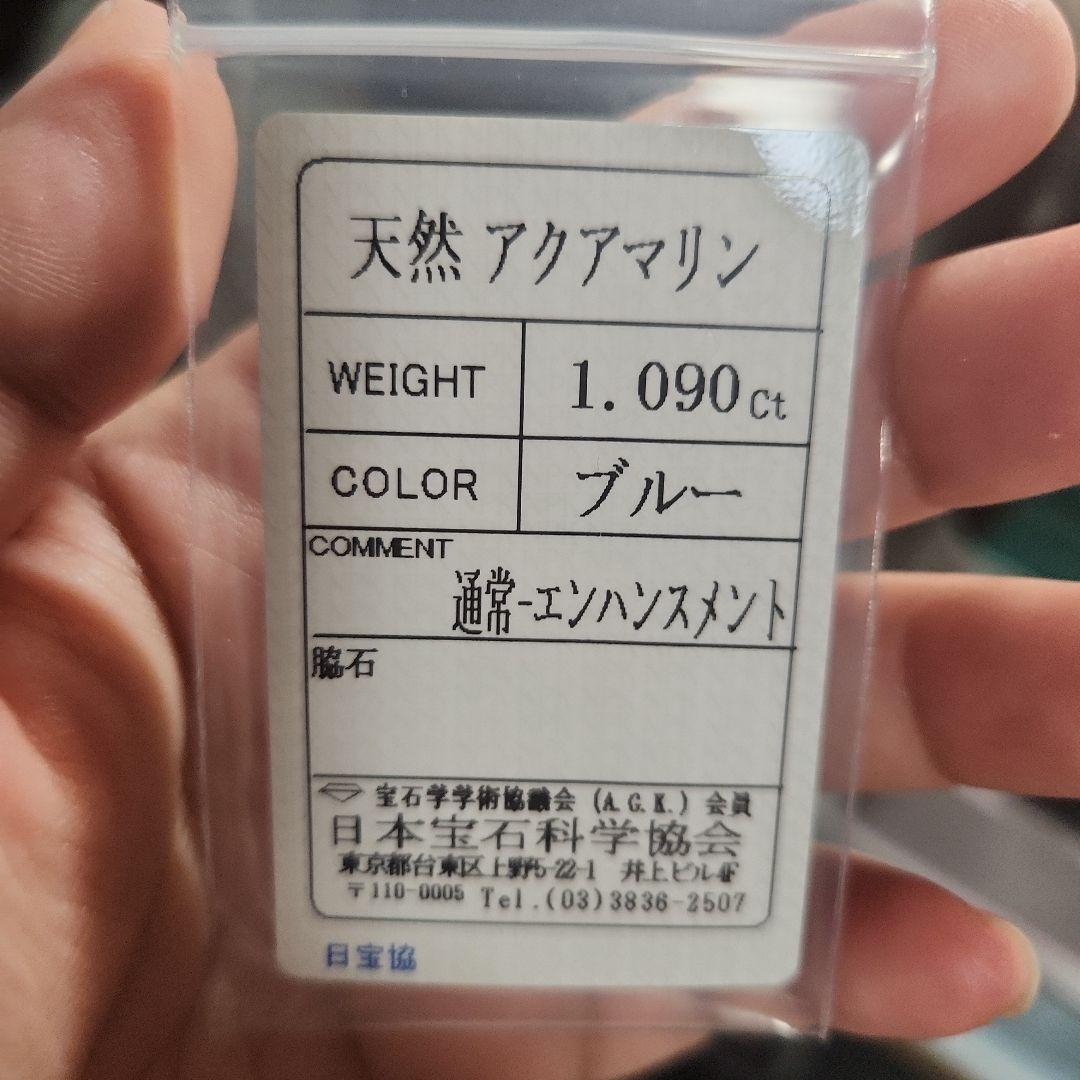 天然 アクアマリン
WEIGHT 1.090 Ct
COLOR ブルー
COMMENT
通常-エンハンスメント
脇石
宝石学学術協議会 (A.G.K.) 会員
日本宝石科学協会
東京都台東区上野5-22-1 井上ビル4F
〒110-0005 Tel.(03)3836-2507
日宝協